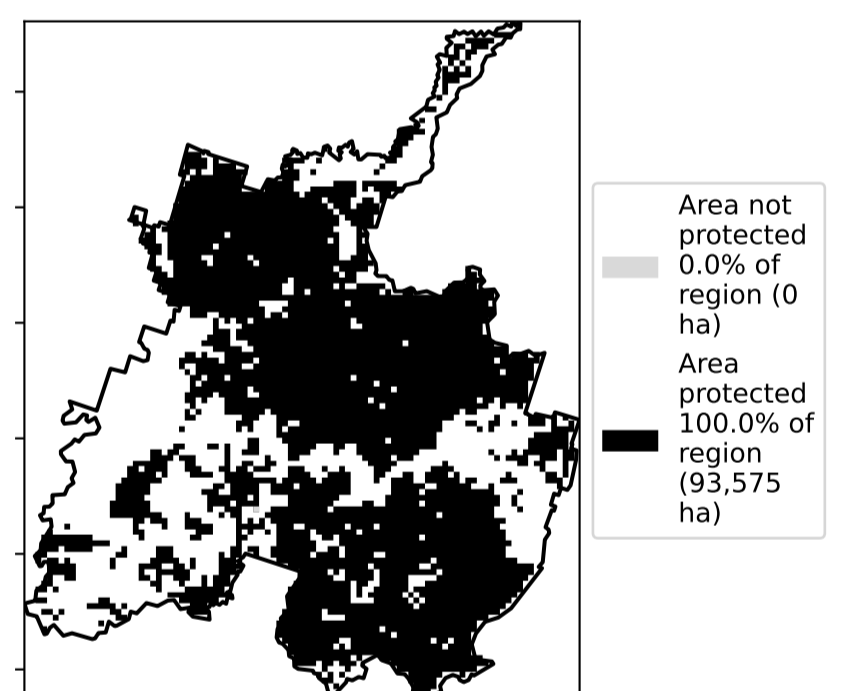 Area not
protected
0.0% of
region (0
ha)
Area
protected
100.0% of
region
(93,575
ha)